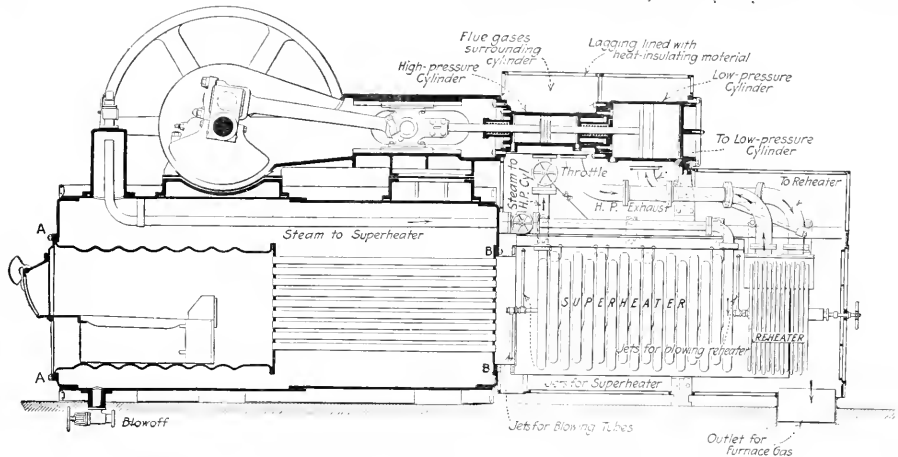 Flue gases
surrounding
cylinder
Lagging lined with
heat-insulating material
High-pressure
Cylinder
Low-pressure
Cylinder
To Low-pressure
Cylinder
Steam to
H.P. Cyl
Throttle
To Reheater
H. P. Exhaust
A
Steam to Superheater
B
SUPERHEATER
REHEATER
Jets for blowing reheater
A
B
Jets for Superheater
Blowoff
Jets for Blowing Tubes
Outlet for
Furnace Gas